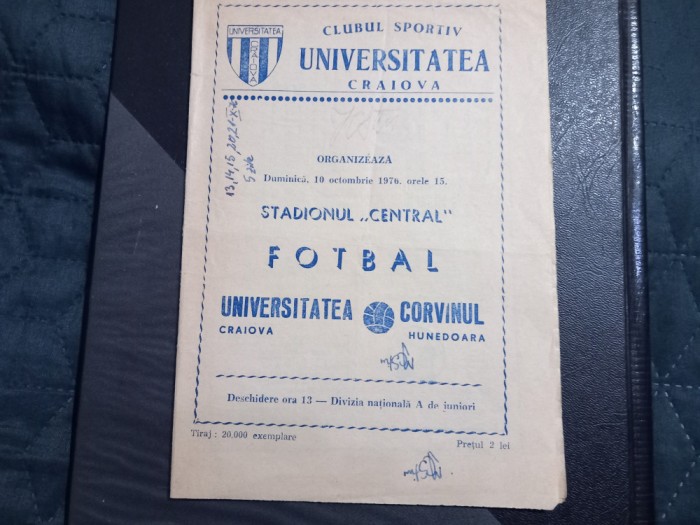 UNIVERSITATEA
CRAIOVA
CLUBUL SPORTIV
UNIVERSITATEA
CRAIOVA
ORGANIZEAZĂ
Duminică, 10 octombrie 1976. orele 15.
STADIONUL „CENTRAL"
FOTBAL
UNIVERSITATEA CORVINUL
CRAIOVA HUNEDOARA
Deschidere ora 13 — Divizia națională A de juniori
Tiraj : 20.000 exemplare
Prețul 2 lei